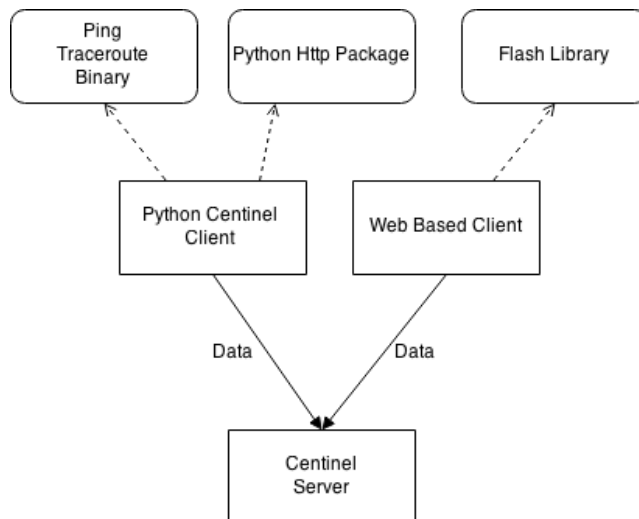 Ping
Traceroute
Binary
Python Http Package
Flash Library
Python Centinel
Client
Web Based Client
Data
Data
Centinel
Server